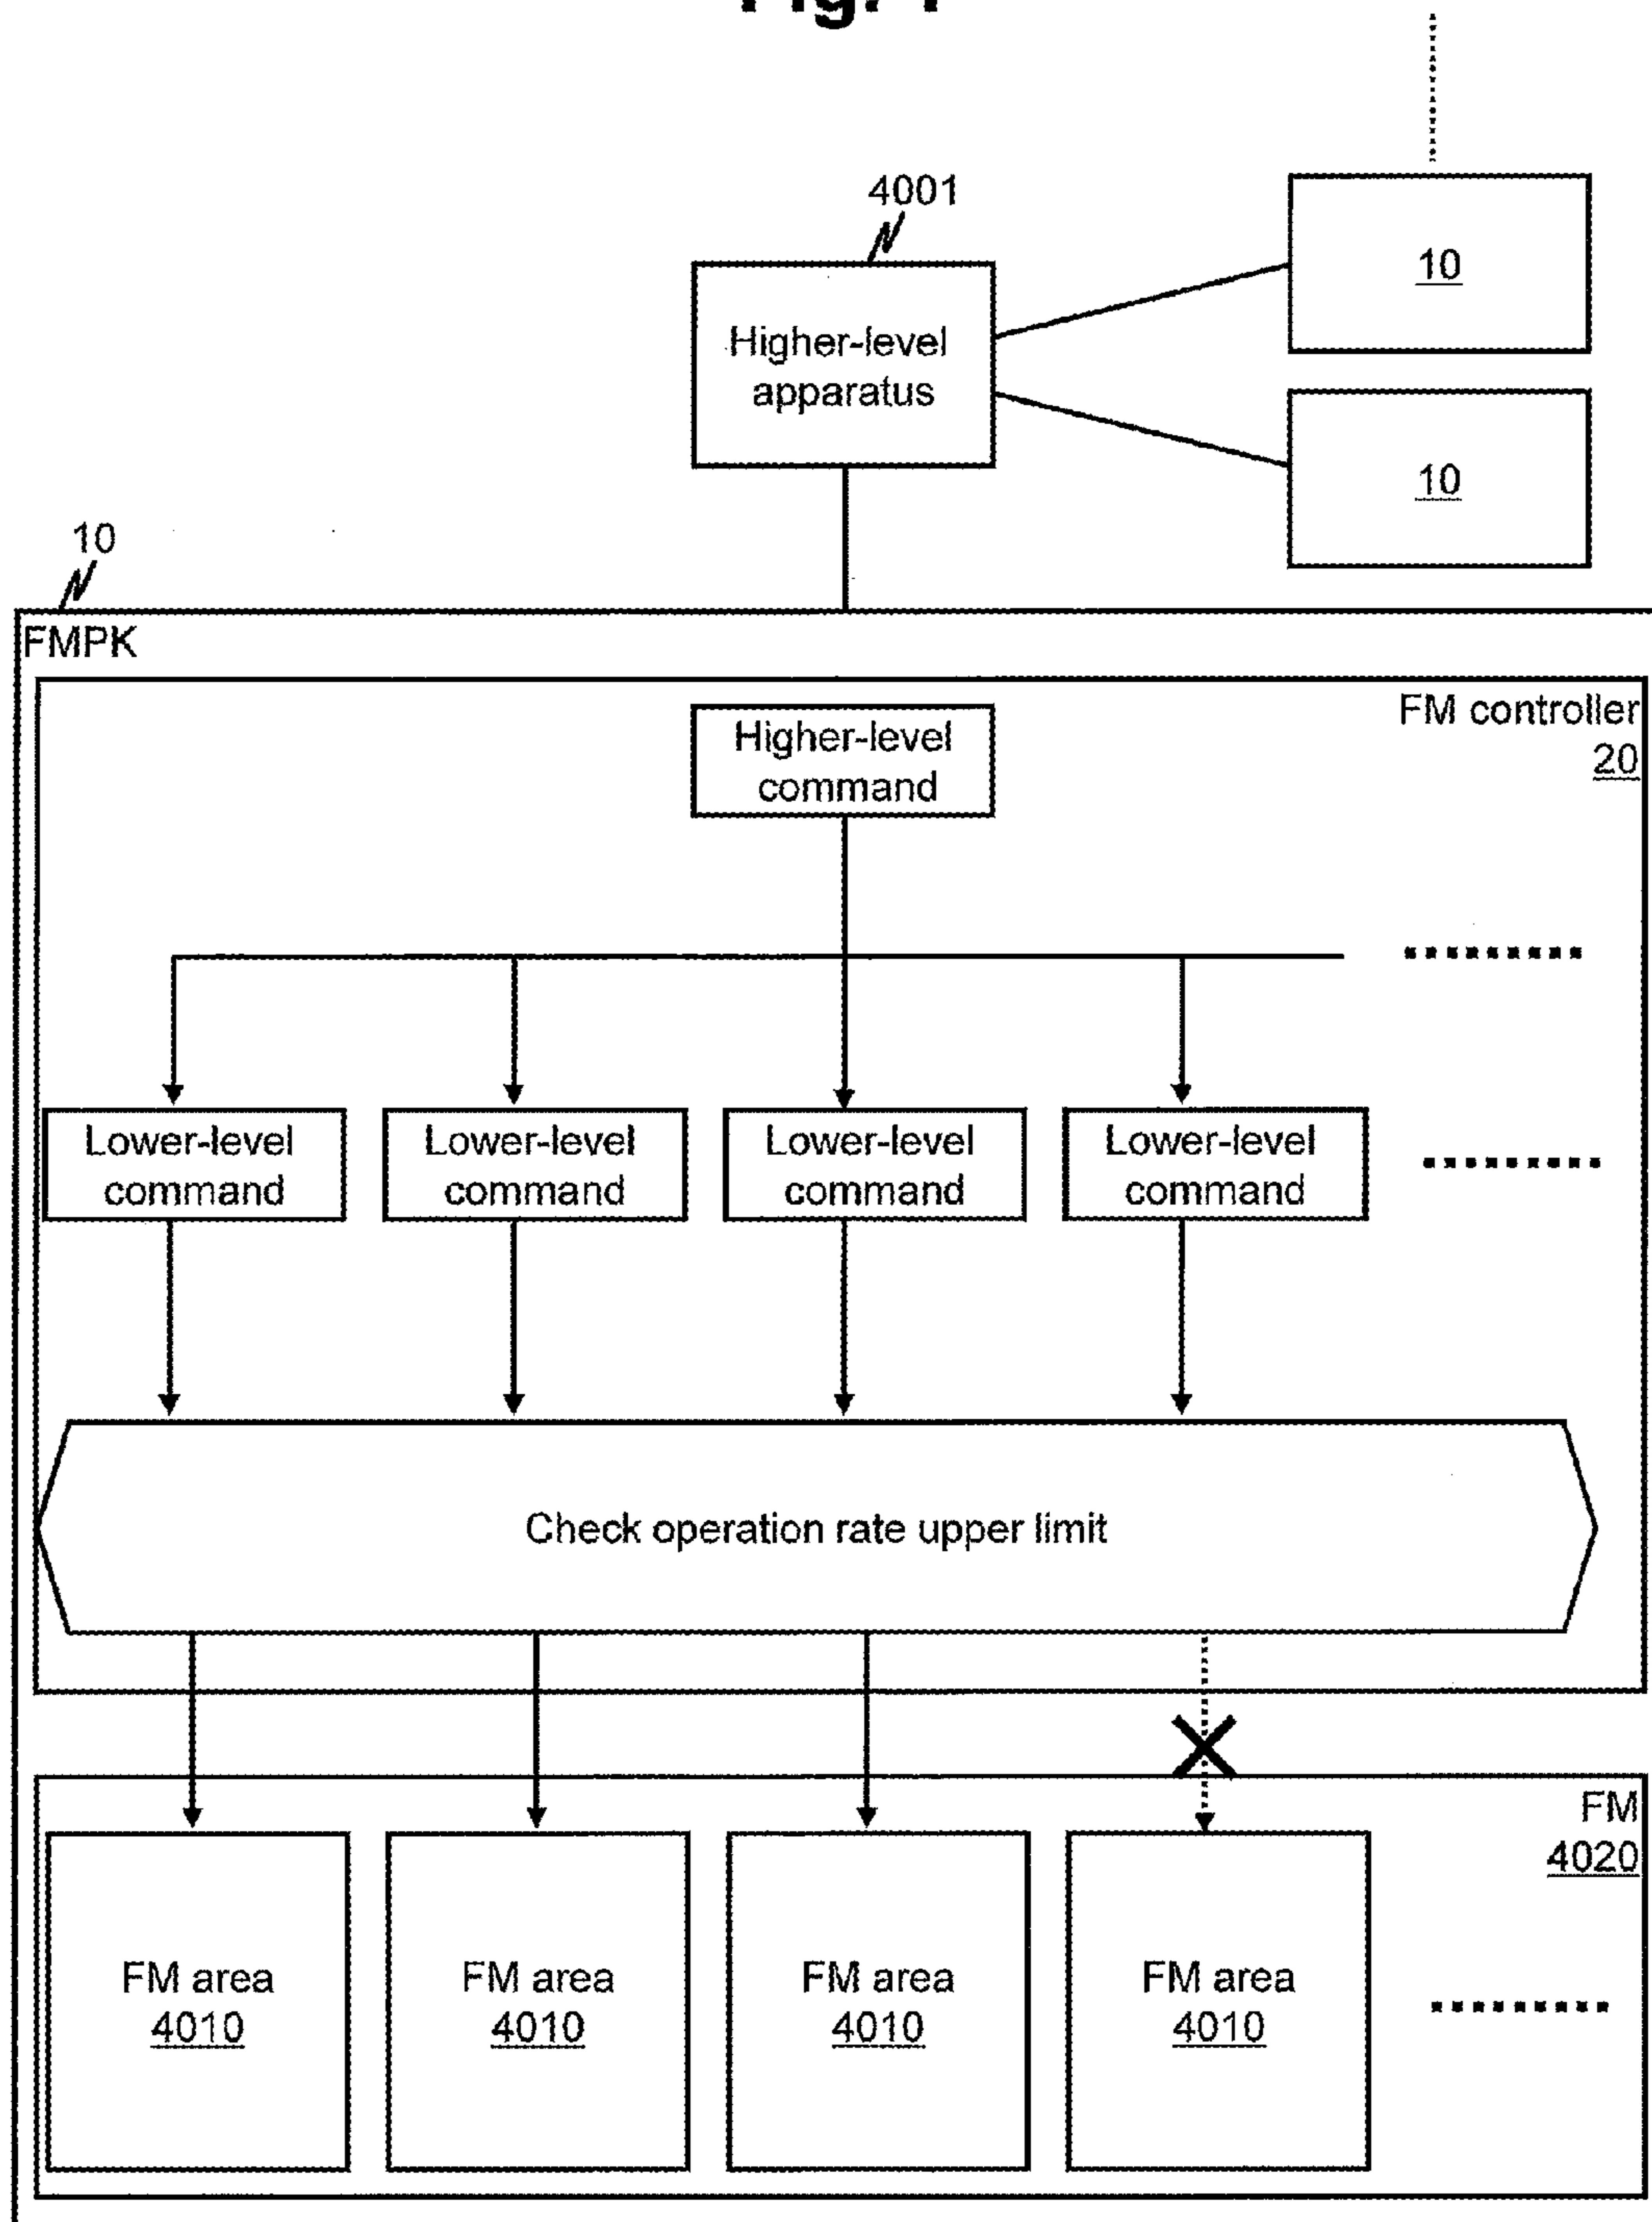 4001
10
Higher-level
apparatus
10
10
FMPK
FM controller
20
Higher-level
command
Lower-level
command
Lower-level
command
Lower-level
command
Lower-level
command
Check operation rate upper limit
FM
4020
FM area
4010
FM area
4010
FM area
4010
FM area
4010